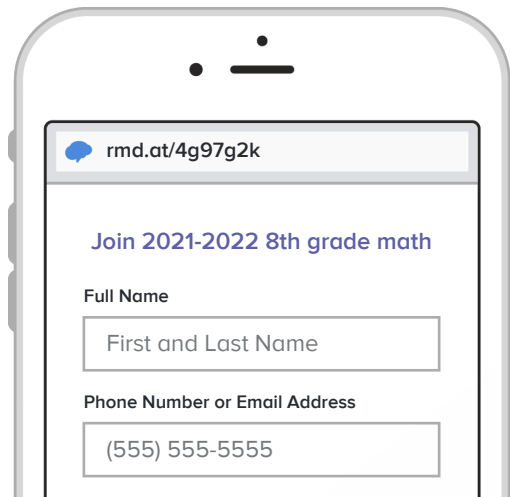 rmd.at/4g97g2k
Join 2021-2022 8th grade math
Full Name
First and Last Name
Phone Number or Email Address
(555) 555-5555